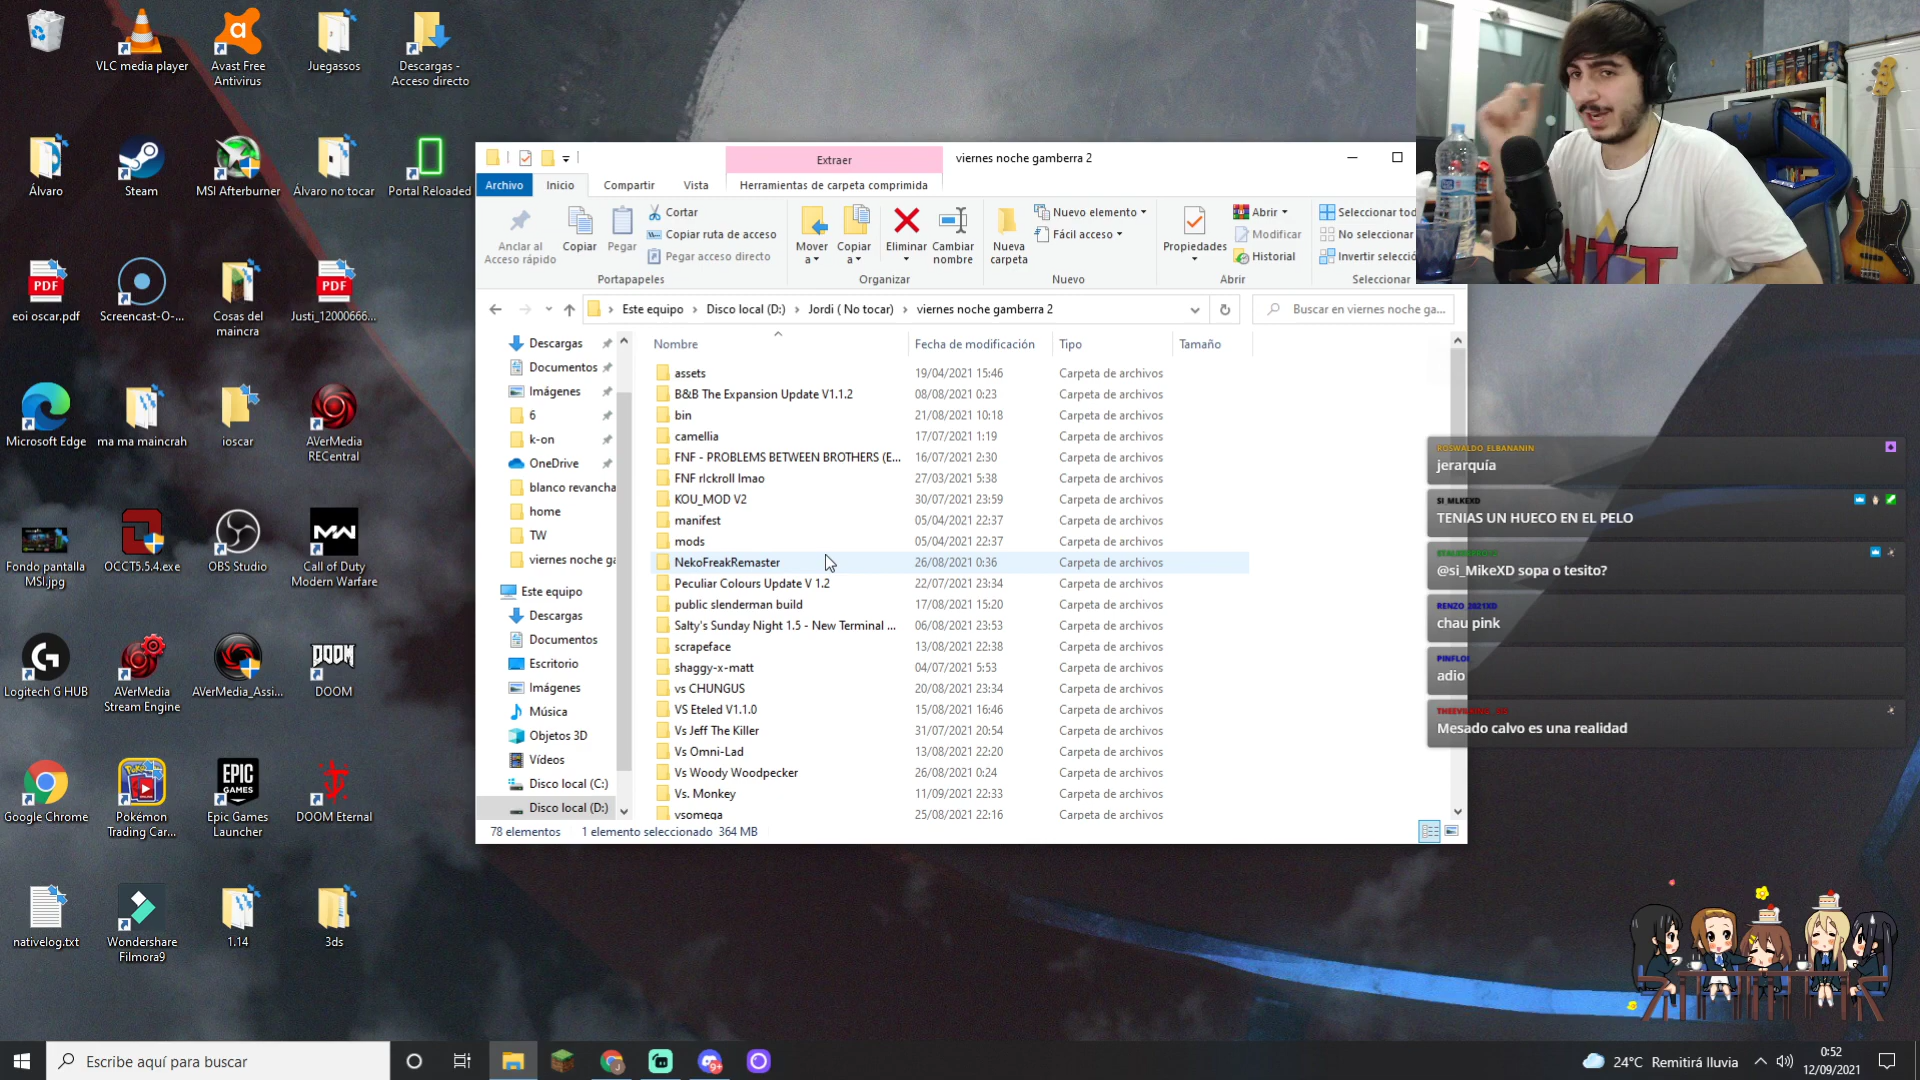 VLC media player
Avast Free
Antivirus
Juegassos
Descargas -
Acceso directo
Álvaro
Steam
MSI Afterburner
Álvaro no tocar
Portal Reloaded
PDF
eoi oscar.pdf
Screencast-O-...
Cosas del
maincra
PDF
Justi_12000666...
Microsoft Edge
ma ma maincrah
ioscar
AVerMedia
RECentral
Fondo pantalla
MSI.jpg
OCCT5.5.4.exe
OBS Studio
Call of Duty
Modern Warfare
Logitech G HUB
AVerMedia
Stream Engine
AVerMedia_Assi...
DOOM
DOOM
Google Chrome
Pokémon
Trading Car...
EPIC
GAMES
Epic Games
Launcher
DOOM Eternal
nativelog.txt
Wondershare
Filmora9
1.14
3ds
Extraer
viernes noche gamberra 2
Archivo
Inicio
Compartir
Vista
Herramientas de carpeta comprimida
Anclar al
Acceso rápido
Copiar
Pegar
Cortar
Copiar ruta de acceso
Pegar acceso directo
Portapapeles
Mover
a
Copiar
a
Eliminar
Cambiar
nombre
Organizar
Nueva
carpeta
Nuevo elemento
Fácil acceso
Nuevo
Propiedades
Abrir
Modificar
Historial
Abrir
Seleccionar tod
No seleccionar
Invertir selecció
Seleccionar
Este equipo
Disco local (D:)
Jordi ( No tocar)
viernes noche gamberra 2
Buscar en viernes noche ga...
Descargas
Documentos
Imágenes
6
k-on
OneDrive
blanco revancha
home
TW
viernes noche ga
Este equipo
Descargas
Documentos
Escritorio
Imágenes
Música
Objetos 3D
Vídeos
Disco local (C:)
Disco local (D:)
Nombre
Fecha de modificación
Tipo
Tamaño
assets 19/04/2021 15:46 Carpeta de archivos
B&B The Expansion Update V1.1.2 08/08/2021 0:23 Carpeta de archivos
bin 21/08/2021 10:18 Carpeta de archivos
camellia 17/07/2021 1:19 Carpeta de archivos
FNF - PROBLEMS BETWEEN BROTHERS (E... 16/07/2021 2:30 Carpeta de archivos
FNF rIckroll lmao 27/03/2021 5:38 Carpeta de archivos
KOU_MOD V2 30/07/2021 23:59 Carpeta de archivos
manifest 05/04/2021 22:37 Carpeta de archivos
mods 05/04/2021 22:37 Carpeta de archivos
NekoFreakRemaster 26/08/2021 0:36 Carpeta de archivos
Peculiar Colours Update V 1.2 22/07/2021 23:34 Carpeta de archivos
public slenderman build 17/08/2021 15:20 Carpeta de archivos
Salty's Sunday Night 1.5 - New Terminal ... 06/08/2021 23:53 Carpeta de archivos
scrapeface 13/08/2021 22:38 Carpeta de archivos
shaggy-x-matt 04/07/2021 5:53 Carpeta de archivos
vs CHUNGUS 20/08/2021 23:34 Carpeta de archivos
VS Eteled V1.1.0 15/08/2021 16:46 Carpeta de archivos
Vs Jeff The Killer 31/07/2021 20:54 Carpeta de archivos
Vs Omni-Lad 13/08/2021 22:20 Carpeta de archivos
Vs Woody Woodpecker 26/08/2021 0:24 Carpeta de archivos
Vs. Monkey 11/09/2021 22:33 Carpeta de archivos
vsomega 25/08/2021 22:16 Carpeta de archivos
78 elementos
1 elemento seleccionado 364 MB
ROSWALDO_ELBANANIN
jerarquía
SI_MIKEXD
TENIAS UN HUECO EN EL PELO
@si_MikeXD sopa o tesito?
RENZO_2021XD
chau pink
adio
Mesado calvo es una realidad
Escribe aquí para buscar
9+
24°C Remitirá lluvia
0:52
12/09/2021